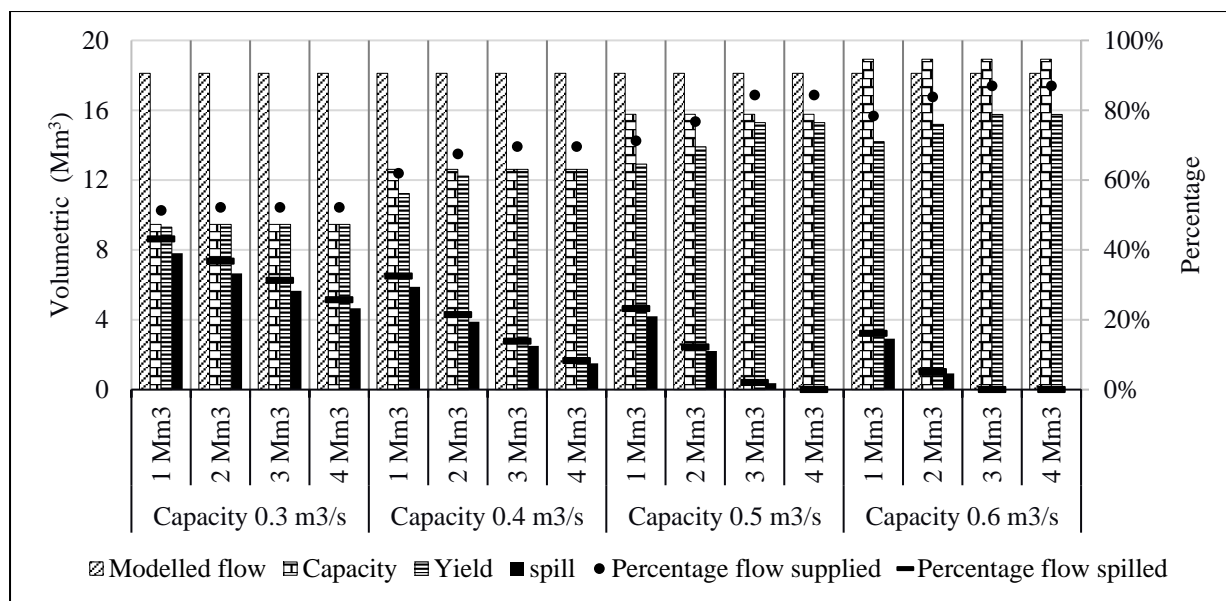 20
16
12
8
4
0
Volumetric (Mm³)
100%
80%
60%
40%
20%
0%
Percentage
1 Mm3 2 Mm3 3 Mm3 4 Mm3 1 Mm3 2 Mm3 3 Mm3 4 Mm3 1 Mm3 2 Mm3 3 Mm3 4 Mm3 1 Mm3 2 Mm3 3 Mm3 4 Mm3
Capacity 0.3 m3/s Capacity 0.4 m3/s Capacity 0.5 m3/s Capacity 0.6 m3/s
Modelled flow Capacity Yield spill Percentage flow supplied Percentage flow spilled